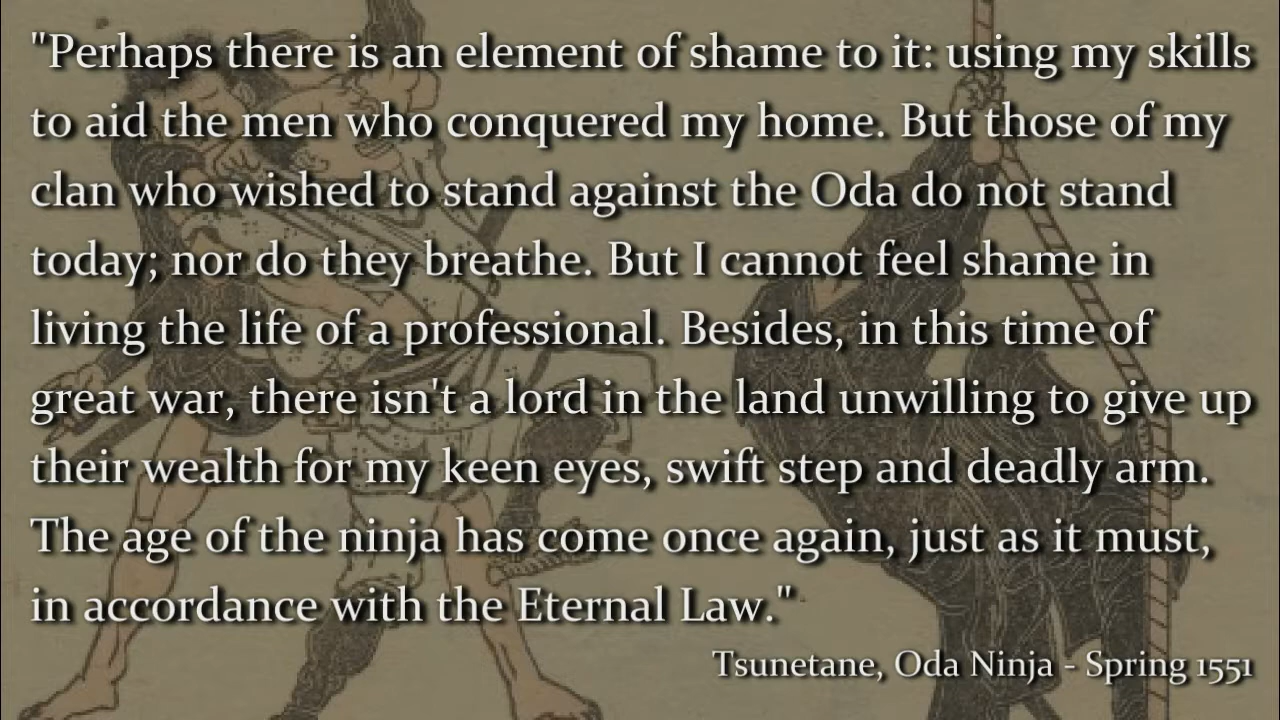 "Perhaps there is an element of shame to it: using my skills
to aid the men who conquered my home. But those of my
clan who wished to stand against the Oda do not stand
today; nor do they breathe. But I cannot feel shame in
living the life of a professional. Besides, in this time of
great war, there isn't a lord in the land unwilling to give up
their wealth for my keen eyes, swift step and deadly arm.
The age of the ninja has come once again, just as it must,
in accordance with the Eternal Law."
Tsunetane, Oda Ninja - Spring 1551